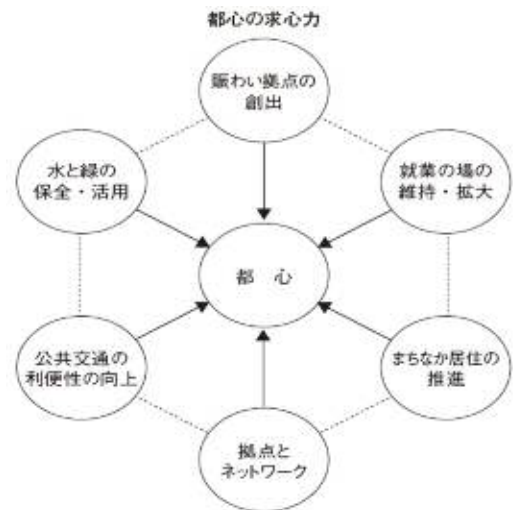 都心の求心力
賑わい拠点の
創出
水と緑の
保全・活用
就業の場の
維持・拡大
都　心
公共交通の
利便性の向上
まちなか居住の
推進
拠点と
ネットワーク